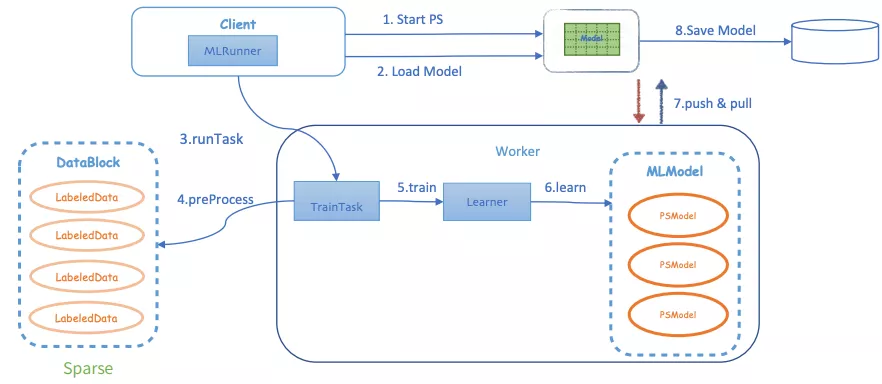 Client
MLRunner
1. Start PS
2. Load Model
Model
8.Save Model
7.push & pull
3.runTask
Worker
DataBlock
LabeledData
LabeledData
LabeledData
LabeledData
Sparse
4.preProcess
TrainTask
5.train
Learner
6.learn
MLModel
PSModel
PSModel
PSModel